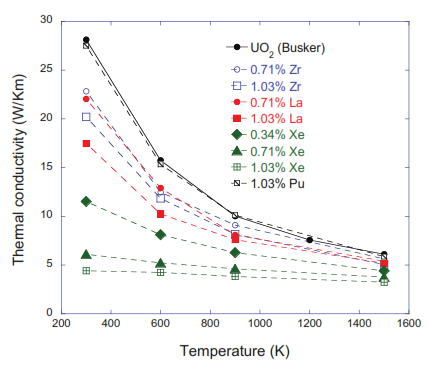 Thermal conductivity (W/Km)
30
25
20
15
10
5
0
UO2 (Busker)
0.71% Zr
1.03% Zr
0.71% La
1.03% La
0.34% Xe
0.71% Xe
1.03% Xe
1.03% Pu
200 400 600 800 1000 1200 1400 1600
Temperature (K)